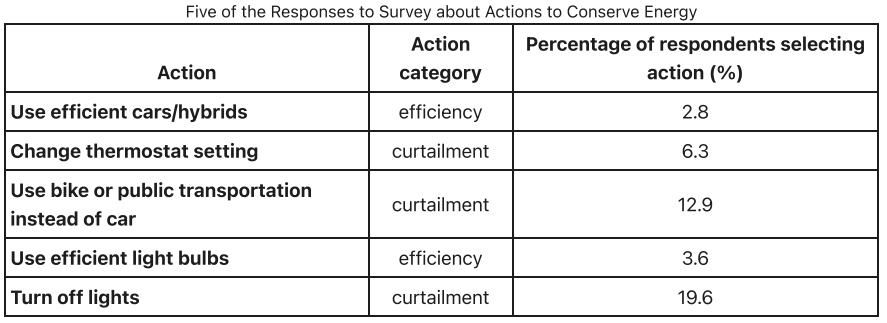 Five of the Responses to Survey about Actions to Conserve Energy
Action
Action category
Percentage of respondents selecting action (%)
Use efficient cars/hybrids
efficiency
2.8
Change thermostat setting
curtailment
6.3
Use bike or public transportation
instead of car
curtailment
12.9
Use efficient light bulbs
efficiency
3.6
Turn off lights
curtailment
19.6